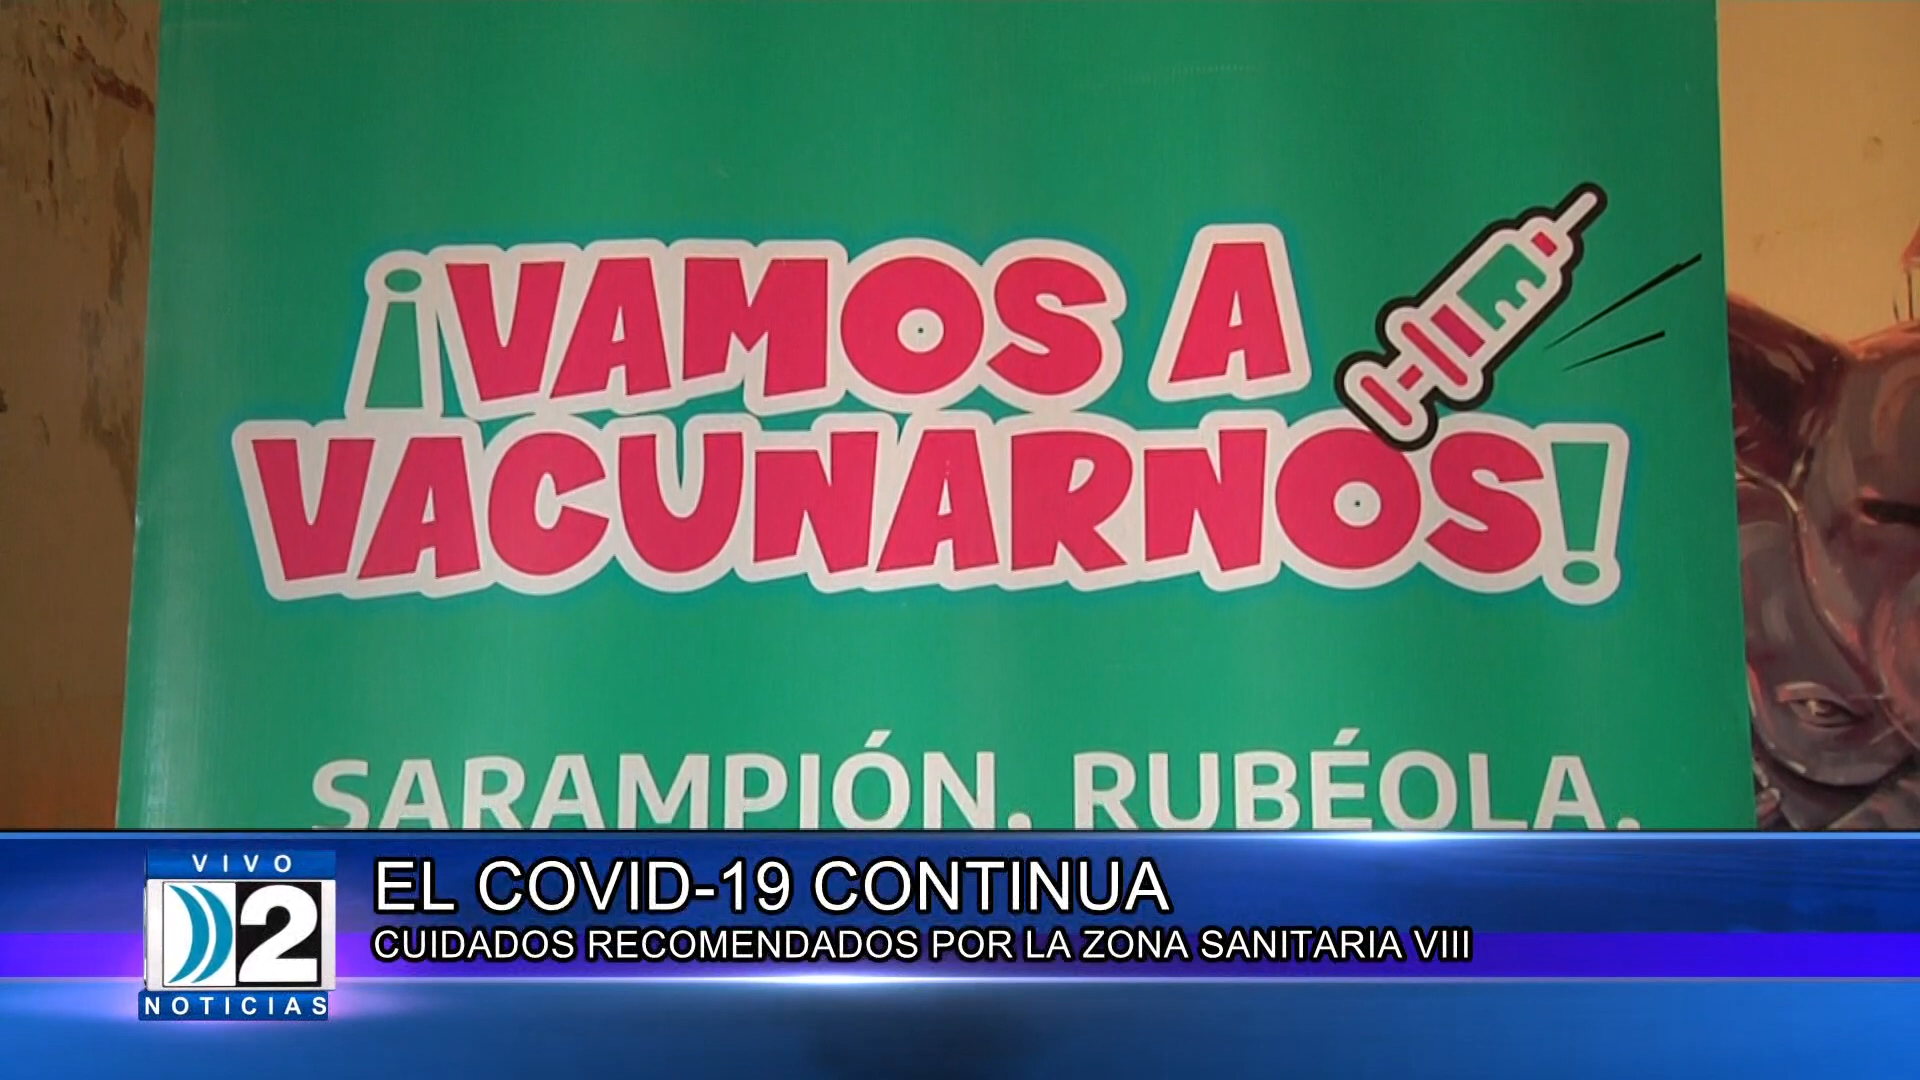 ¡VAMOS A
VACUNARNOS!
SARAMPIÓN. RUBÉOLA.
VIVO
2
NOTICIAS
EL COVID-19 CONTINUA
CUIDADOS RECOMENDADOS POR LA ZONA SANITARIA VIII